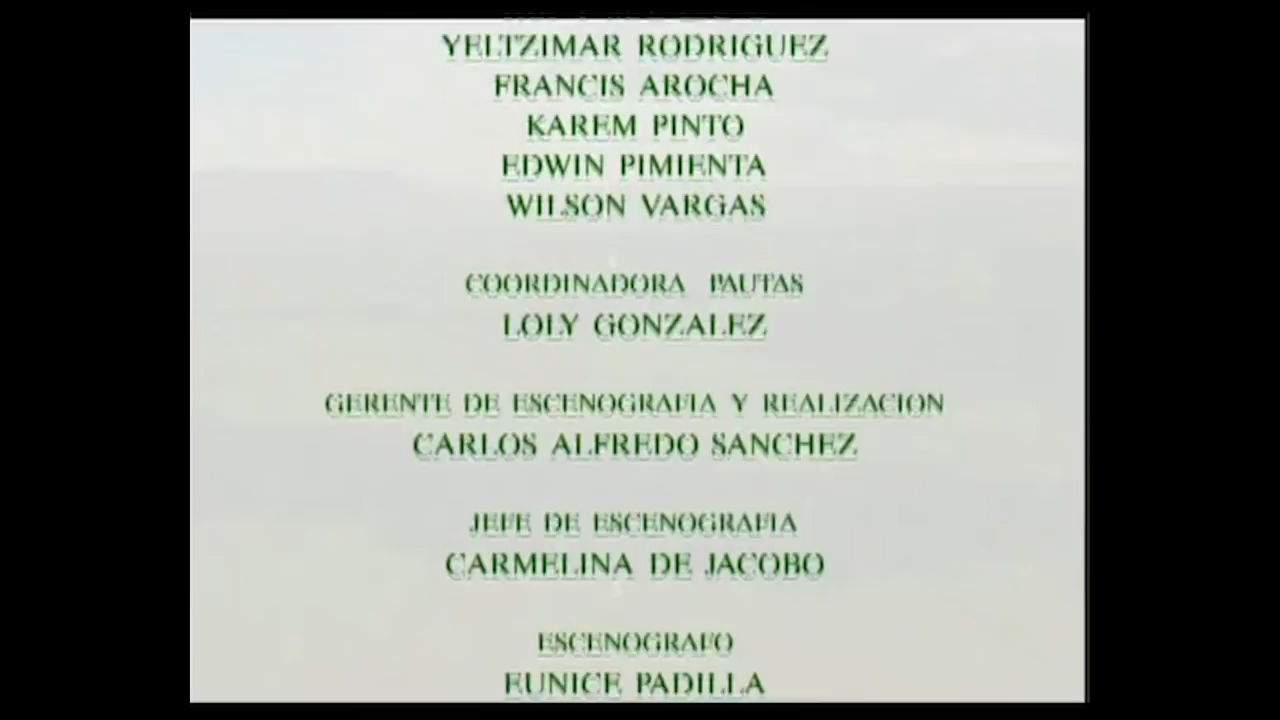 YELTZIMAR RODRIGUEZ
FRANCIS AROCHA
KAREM PINTO
EDWIN PIMIENTA
WILSON VARGAS
COORDINADORA PAUTAS
LOLY GONZALEZ
GERENTE DE ESCENOGRAFIA Y REALIZACION
CARLOS ALFREDO SANCHEZ
JEFE DE ESCENOGRAFIA
CARMELINA DE JACOBO
ESCENOGRAFO
EUNICE PADILLA